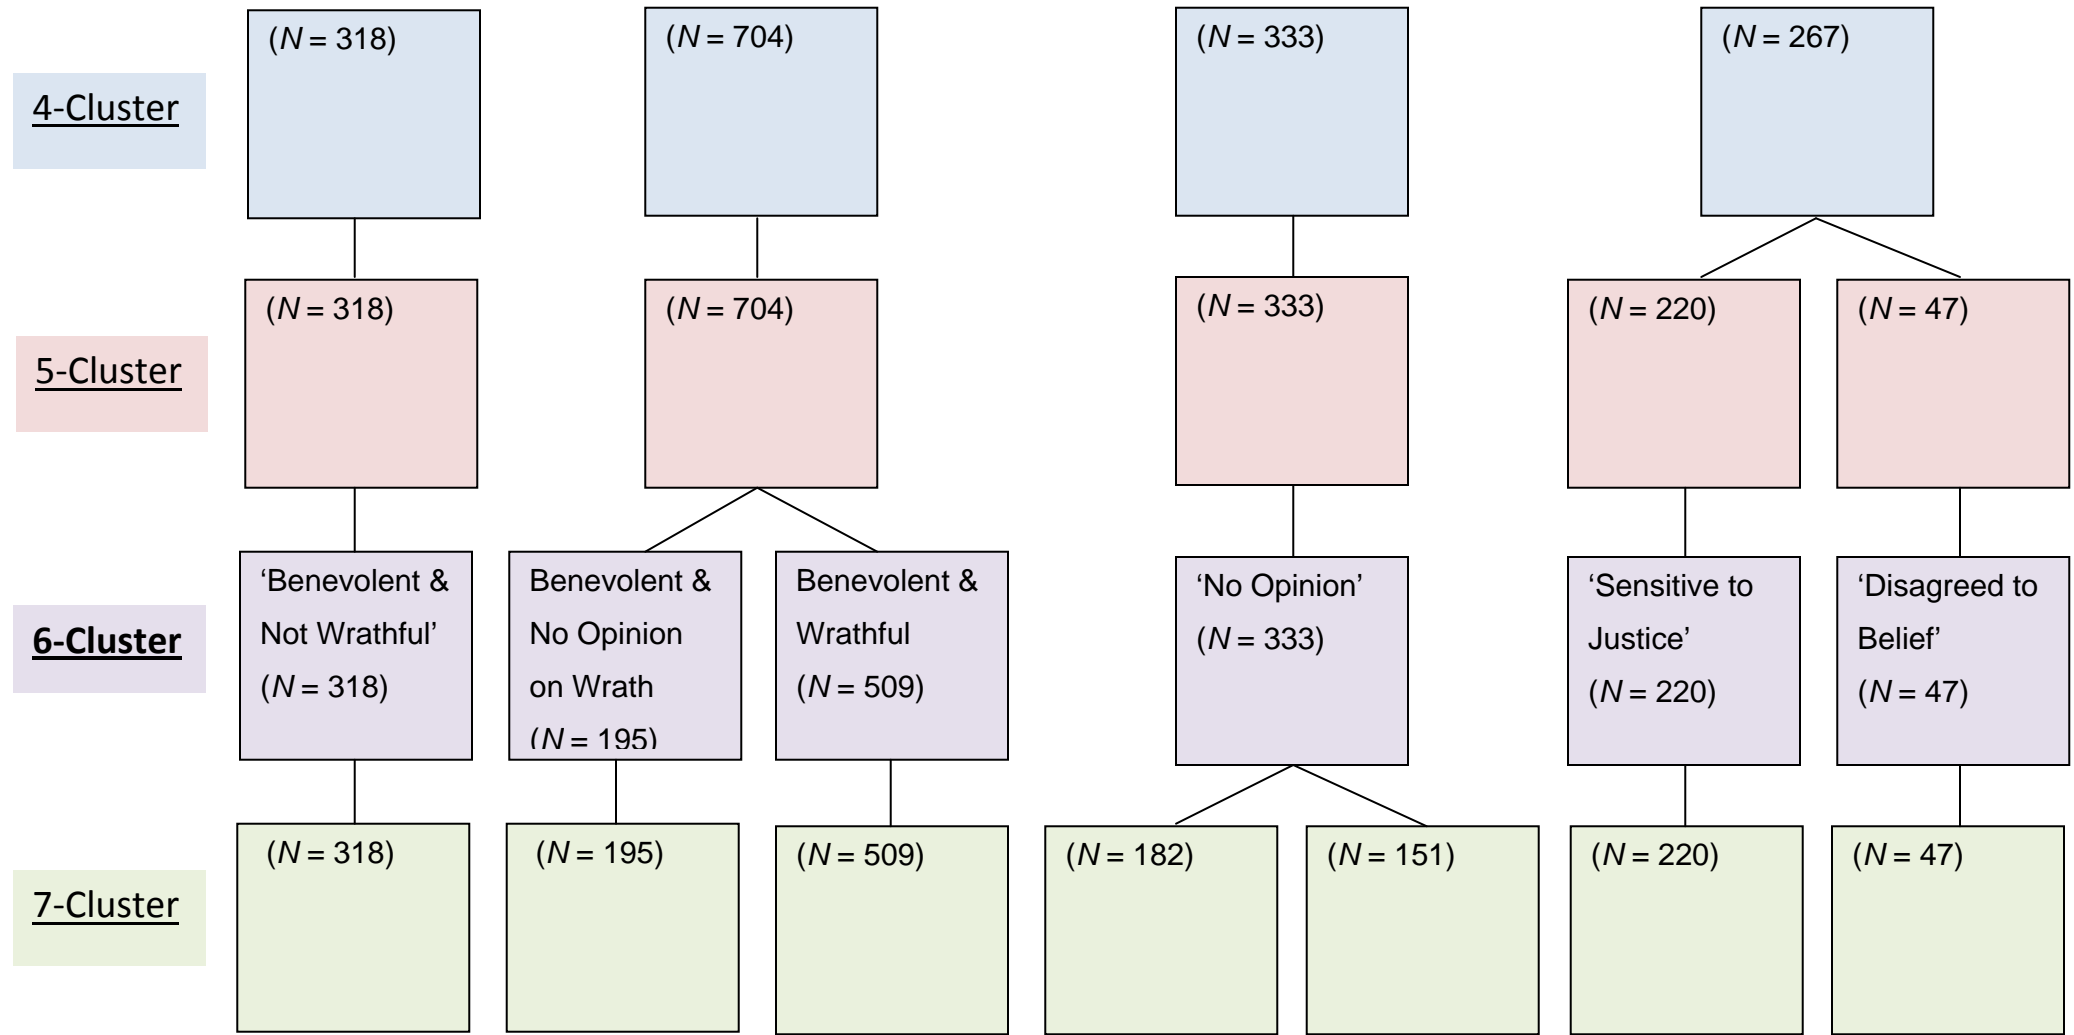 4-Cluster
(N = 318)
(N = 704)
(N = 333)
(N = 267)
5-Cluster
(N = 318)
(N = 704)
(N = 333)
(N = 220)
(N = 47)
6-Cluster
‘Benevolent &
Not Wrathful’
(N = 318)
Benevolent &
No Opinion
on Wrath
(N = 195)
Benevolent &
Wrathful
(N = 509)
‘No Opinion’
(N = 333)
‘Sensitive to
Justice’
(N = 220)
‘Disagreed to
Belief’
(N = 47)
7-Cluster
(N = 318)
(N = 195)
(N = 509)
(N = 182)
(N = 151)
(N = 220)
(N = 47)